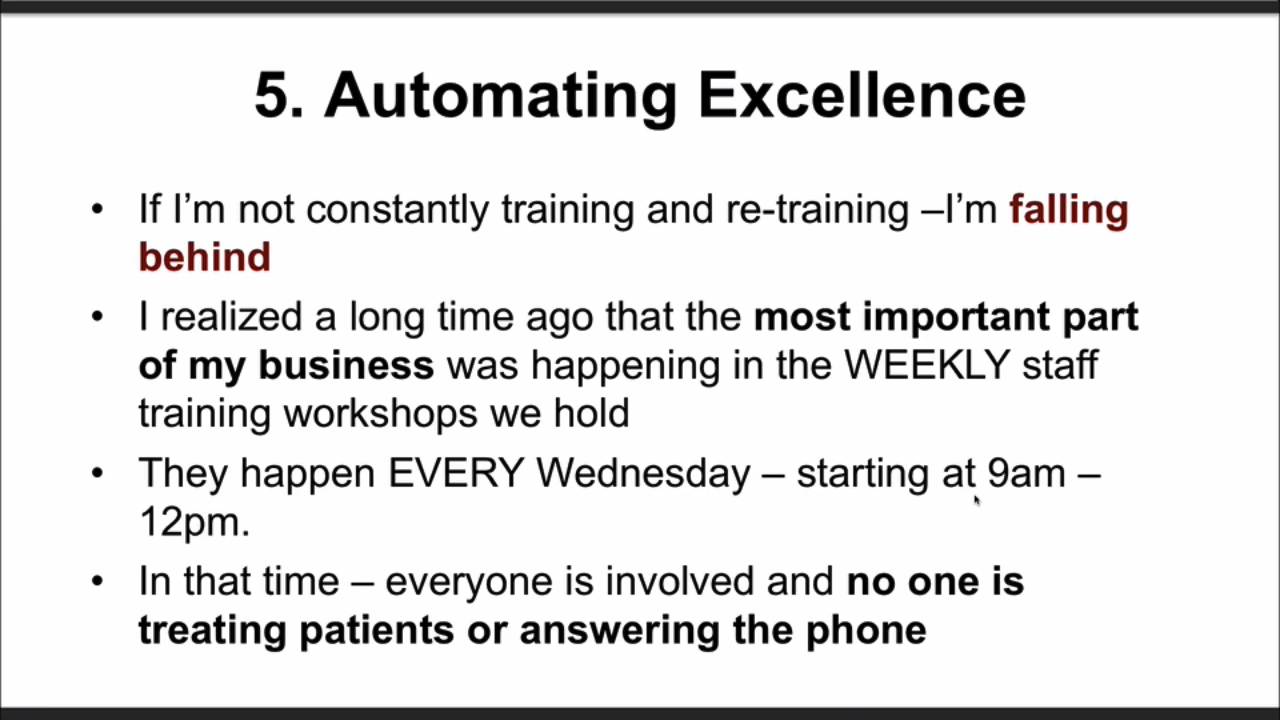 5. Automating Excellence
• If I’m not constantly training and re-training –I’m falling
behind
• I realized a long time ago that the most important part
of my business was happening in the WEEKLY staff
training workshops we hold
• They happen EVERY Wednesday – starting at 9am –
12pm.
• In that time – everyone is involved and no one is
treating patients or answering the phone